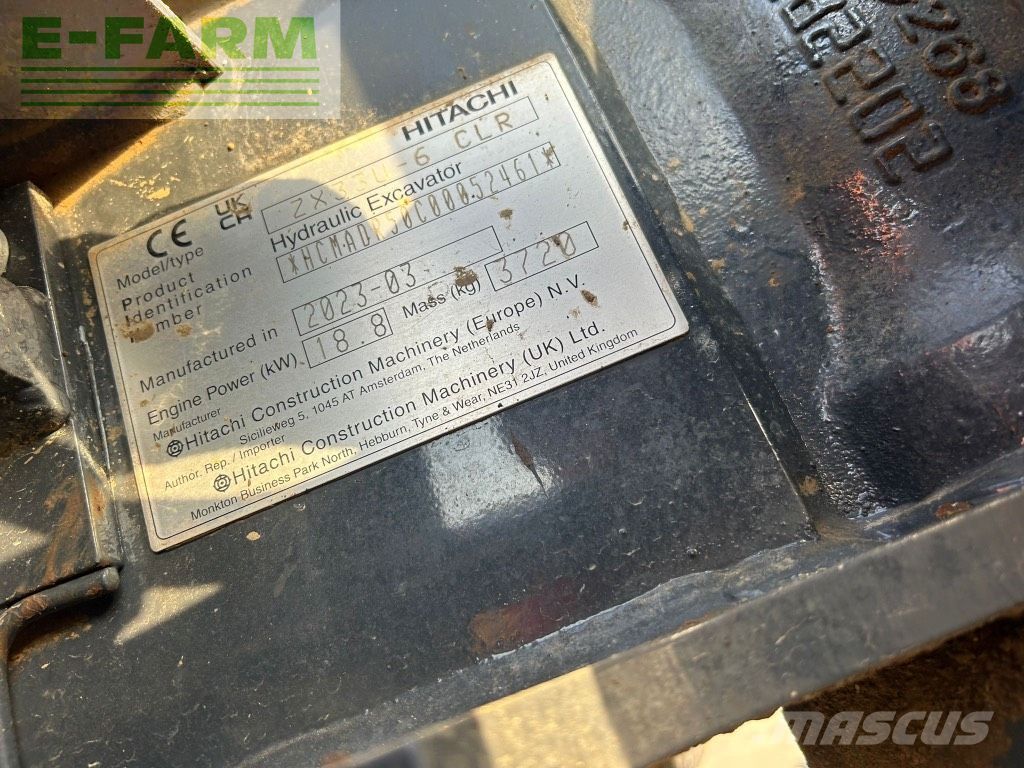 E-FARM
HITACHI
CE UK CA
Model/type ZX33U-6 CLR
Hydraulic Excavator
Product
Identification
Number
Manufactured in 2023-03
Engine Power (kW) 18.8 Mass (kg) 3720
Manufacturer
Hitachi Construction Machinery (Europe) N.V.
Sicilieweg 5, 1045 AT Amsterdam, The Netherlands
Author. Rep. / Importer
Hitachi Construction Machinery (UK) Ltd.
Monkton Business Park North, Hebburn, Tyne & Wear, NE31 2JZ, United Kingdom
MASCUS